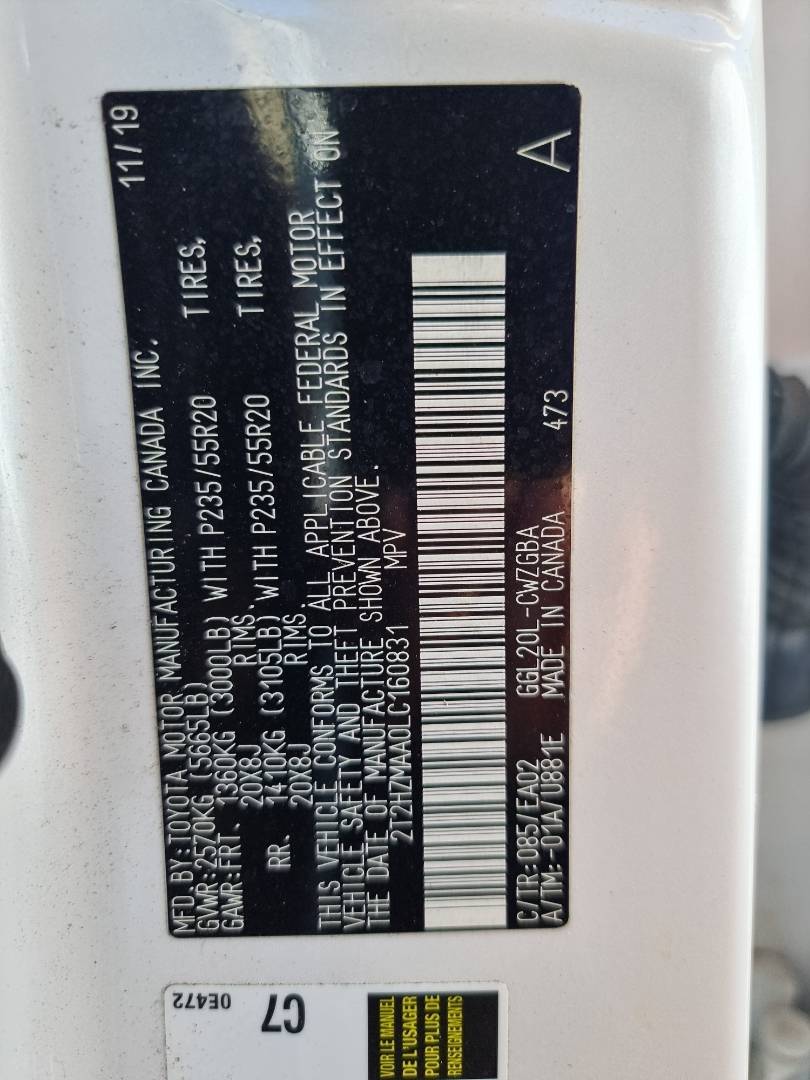 MFD.BY:TOYOTA MOTOR MANUFACTURING CANADA INC. 11/19
GVWR:2570KG (5665LB)
GAWR:FRT. 1360KG (3000LB) WITH P235/55R20 TIRES,
20X8J RIMS.
RR. 1410KG (3105LB) WITH P235/55R20 TIRES,
20X8J RIMS.
THIS VEHICLE CONFORMS TO ALL APPLICABLE FEDERAL MOTOR
VEHICLE SAFETY AND THEFT PREVENTION STANDARDS IN EFFECT ON
THE DATE OF MANUFACTURE SHOWN ABOVE.
2T2HZMAA0LC160831 MPV
C/TR:085/EA02 GGL20L-CWZGBA A
A/TM:-01A/U881E MADE IN CANADA 473
0E472
C7
VOIR LE MANUEL
DE L'USAGER
POUR PLUS DE
RENSEIGNEMENTS